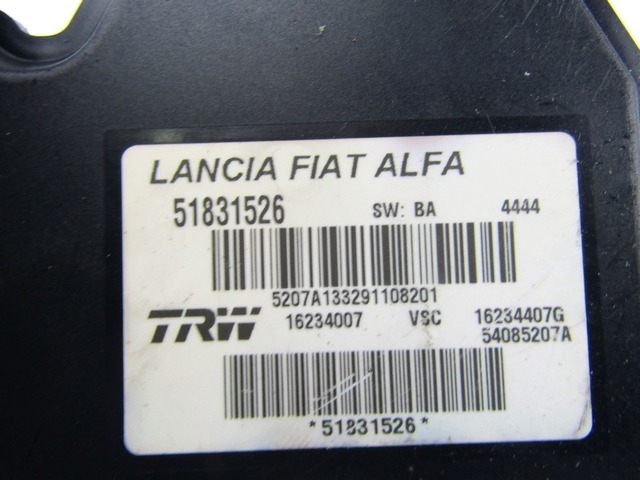 LANCIA FIAT ALFA
51831526 SW: BA 4444
5207A133291108201
TRW 16234007 VSC 16234407G
54085207A
*51831526*